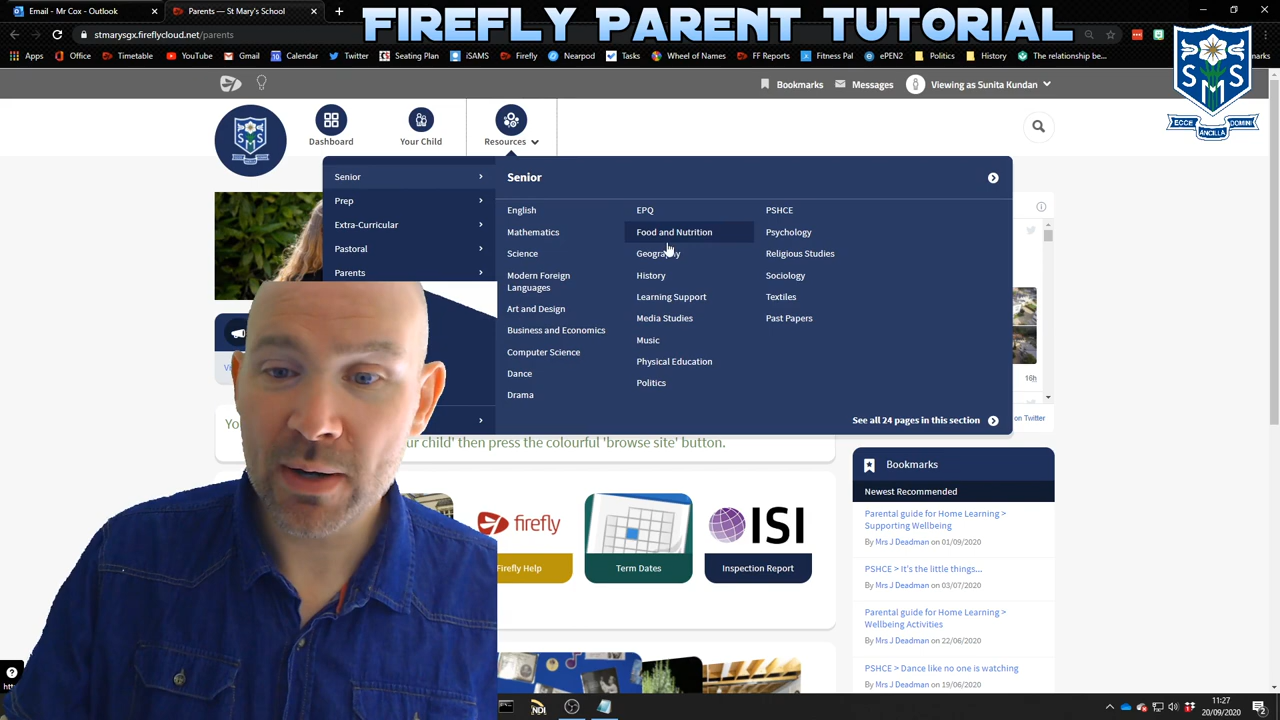 FIREFLY PARENT TUTORIAL
stmarysgx.fireflycloud.net/parents
Apps Office Timetable YouTube Gmail Calendar Twitter Seating Plan iSAMS Firefly Nearpod Tasks Wheel of Names FF Reports Fitness Pal ePEN2 Politics History The relationship be...
Bookmarks Messages Viewing as Sunita Kundan
SMS
ECCE ANCILLA DOMINI
Dashboard Your Child Resources
Senior
Prep
Extra-Curricular
Pastoral
Parents
Senior
English
Mathematics
Science
Modern Foreign
Languages
Art and Design
Business and Economics
Computer Science
Dance
Drama
EPQ
Food and Nutrition
Geography
History
Learning Support
Media Studies
Music
Physical Education
Politics
PSHCE
Psychology
Religious Studies
Sociology
Textiles
Past Papers
See all 24 pages in this section
16h
on Twitter
ur child' then press the colourful 'browse site' button.
firefly
Firefly Help
Term Dates
ISI
Inspection Report
Bookmarks
Newest Recommended
Parental guide for Home Learning >
Supporting Wellbeing
By Mrs J Deadman on 01/09/2020
PSHCE > It's the little things...
By Mrs J Deadman on 03/07/2020
Parental guide for Home Learning >
Wellbeing Activities
By Mrs J Deadman on 22/06/2020
PSHCE > Dance like no one is watching
By Mrs J Deadman on 19/06/2020
NDI
11:27
20/09/2020